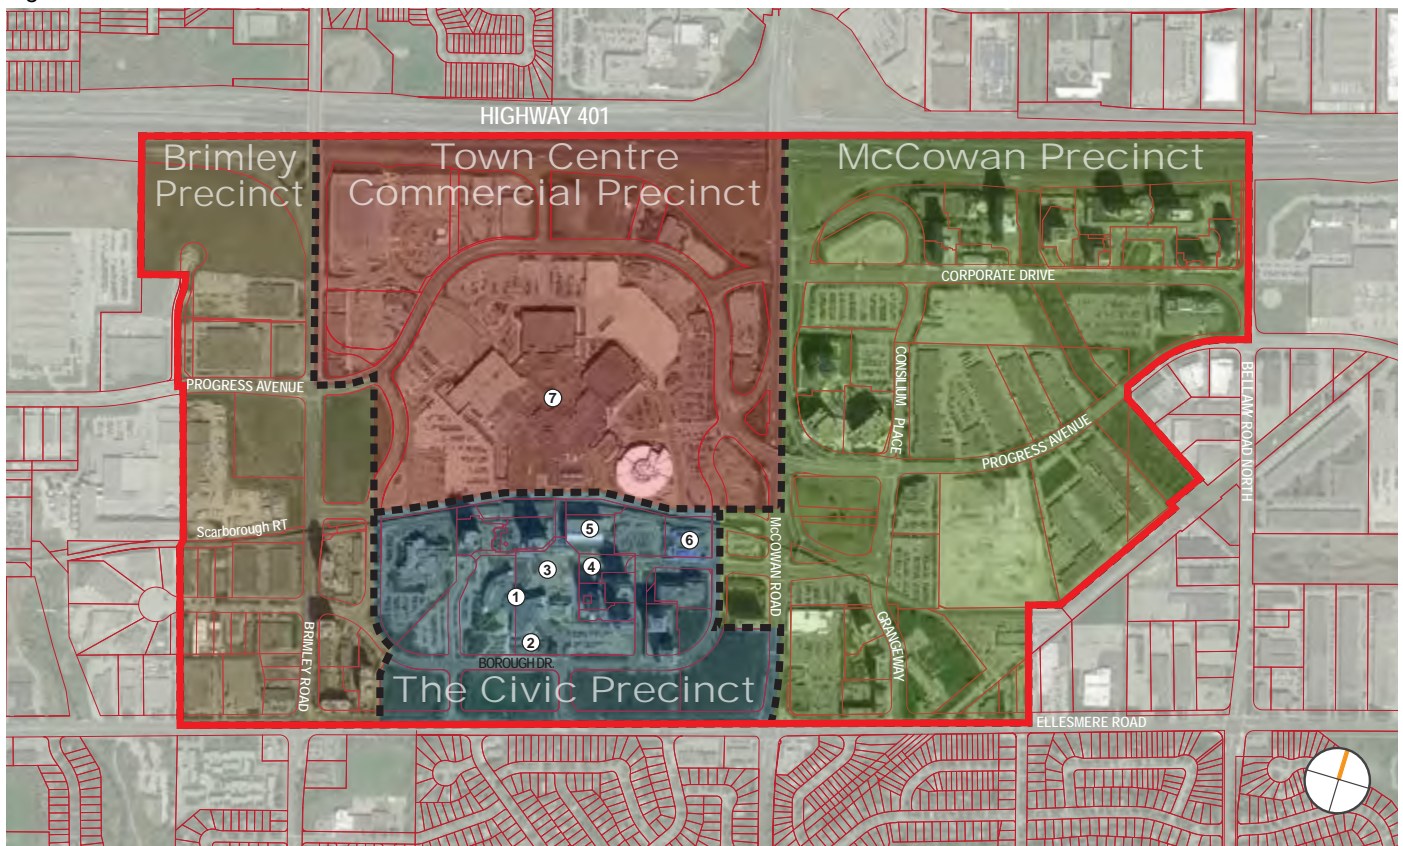 HIGHWAY 401
Brimley
Precinct
Town Centre
Commercial Precinct
McCowan Precinct
CORPORATE DRIVE
CONSILIUM PLACE
PROGRESS AVENUE
BELLAMY ROAD NORTH
7
PROGRESS AVENUE
Scarborough RT
5
6
4
3
1
2
McCOWAN ROAD
GRANGEWAY
BRIMLEY ROAD
BOROUGH DR.
The Civic Precinct
ELLESMERE ROAD